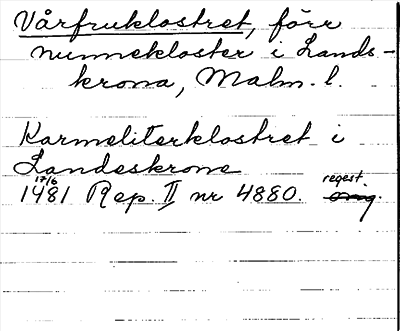 Vårfruklostret, förr
nunnekloster i Lands-
krona, Malm. l.
Karmeliterklostret i
Landeskrone
17/6 regest
1481 Rep. II nr 4880. orig.